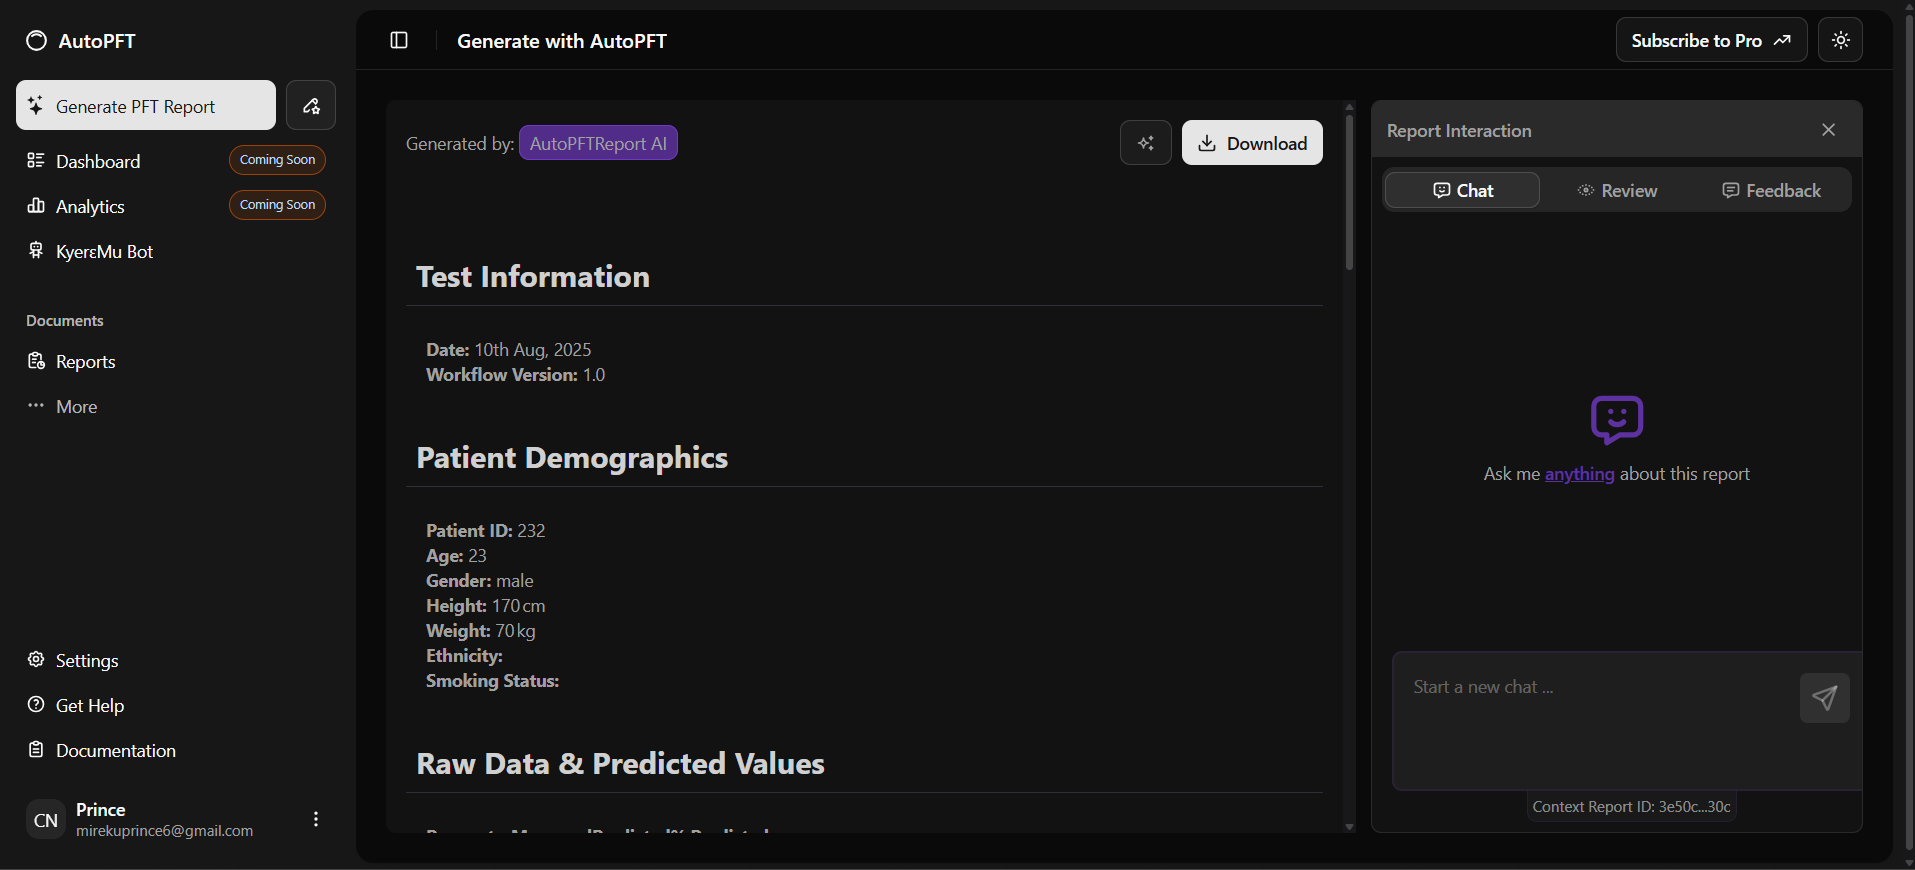 AutoPFT
Generate PFT Report
Dashboard
Coming Soon
Analytics
Coming Soon
KyerɛMu Bot
Documents
Reports
More
Settings
Get Help
Documentation
CN
Prince
mirekuprince6@gmail.com
Generate with AutoPFT
Subscribe to Pro
Generated by: AutoPFTReport AI
Download
Test Information
Date: 10th Aug, 2025
Workflow Version: 1.0
Patient Demographics
Patient ID: 232
Age: 23
Gender: male
Height: 170 cm
Weight: 70 kg
Ethnicity:
Smoking Status:
Raw Data & Predicted Values
Report Interaction
Chat
Review
Feedback
Ask me anything about this report
Start a new chat ...
Context Report ID: 3e50c...30c